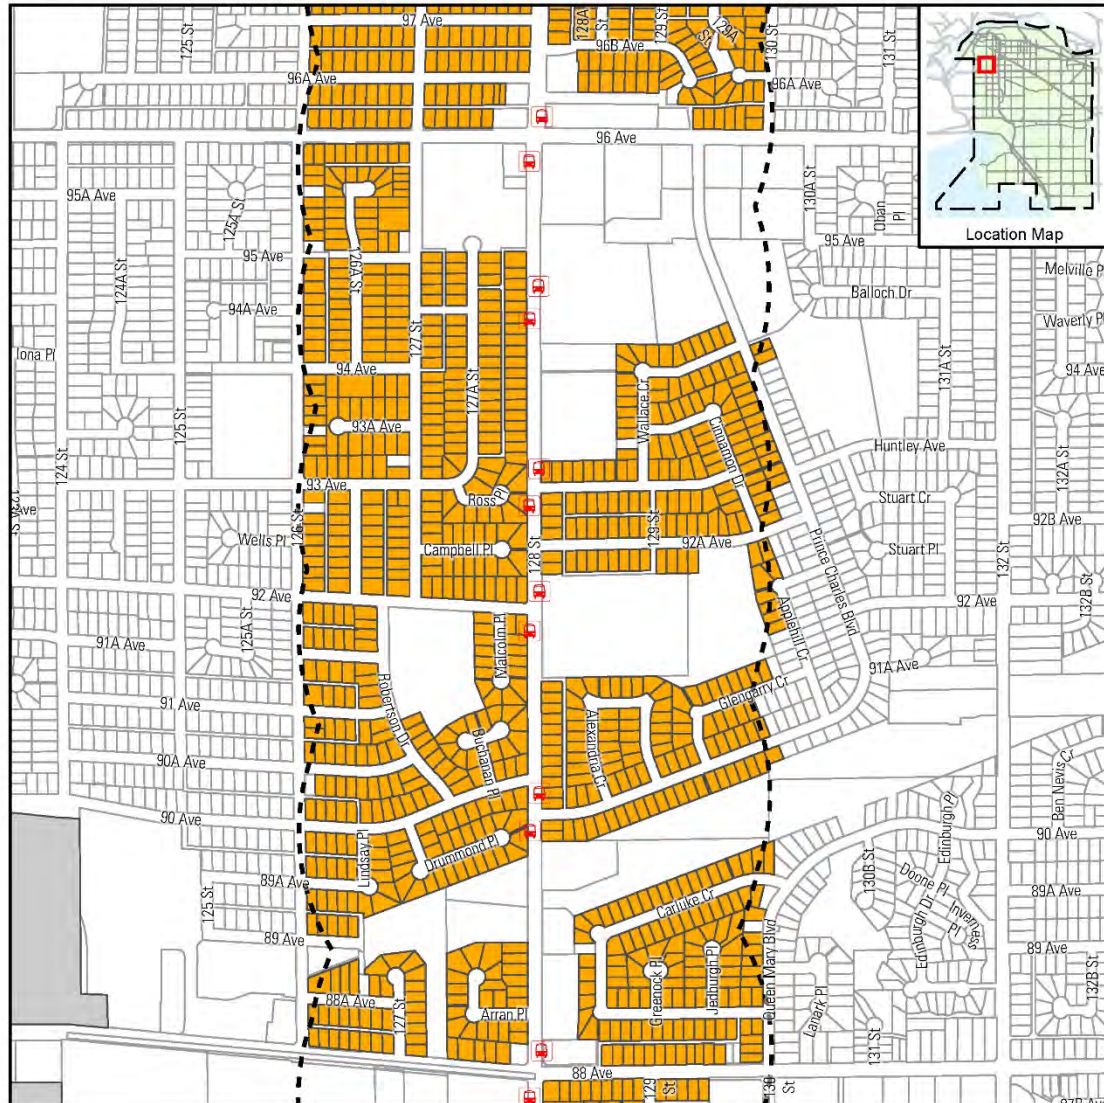 97 Ave
125 St
128A St
129 St
129A St
130 St
131 St
96B Ave
96A Ave
96A Ave
96 Ave
Location Map
95A Ave
125A St
130A St
Oban Pl
95 Ave
95 Ave
126A St
124A St
94A Ave
Melville P
Balloch Dr
Waverly Pl
Iona Pl
127 St
94 Ave
94 Ave
131A St
127A St
125 St
Wallace Cr
93A Ave
Cinnamon Dr
Huntley Ave
124 St
132A St
93 Ave
Ross Pl
Stuart Cr
126 St
Wells Pl
Campbell Pl
128 St
129 St
92A Ave
92B Ave
Stuart Pl
Prince Charles Blvd
132 St
92 Ave
92 Ave
132B St
Applehill Cr
125A St
91A Ave
Malcolm Pl
91A Ave
91 Ave
Robertson Dr
Glengarry Cr
Alexandria Cr
Buchanan Pl
90A Ave
Ben Nevis Cr
90 Ave
90 Ave
Edinburgh Pl
Lindsay Pl
Drummond Pl
130B St
Doone Pl
89A Ave
89A Ave
125 St
Carluke Cr
Inverness Pl
Edinburgh Dr
89 Ave
89 Ave
Queen Mary Blvd
Greenock Pl
Jedburgh Pl
Lanark Pl
132B St
88A Ave
127 St
Arran Pl
131 St
88 Ave
129 St
130 St